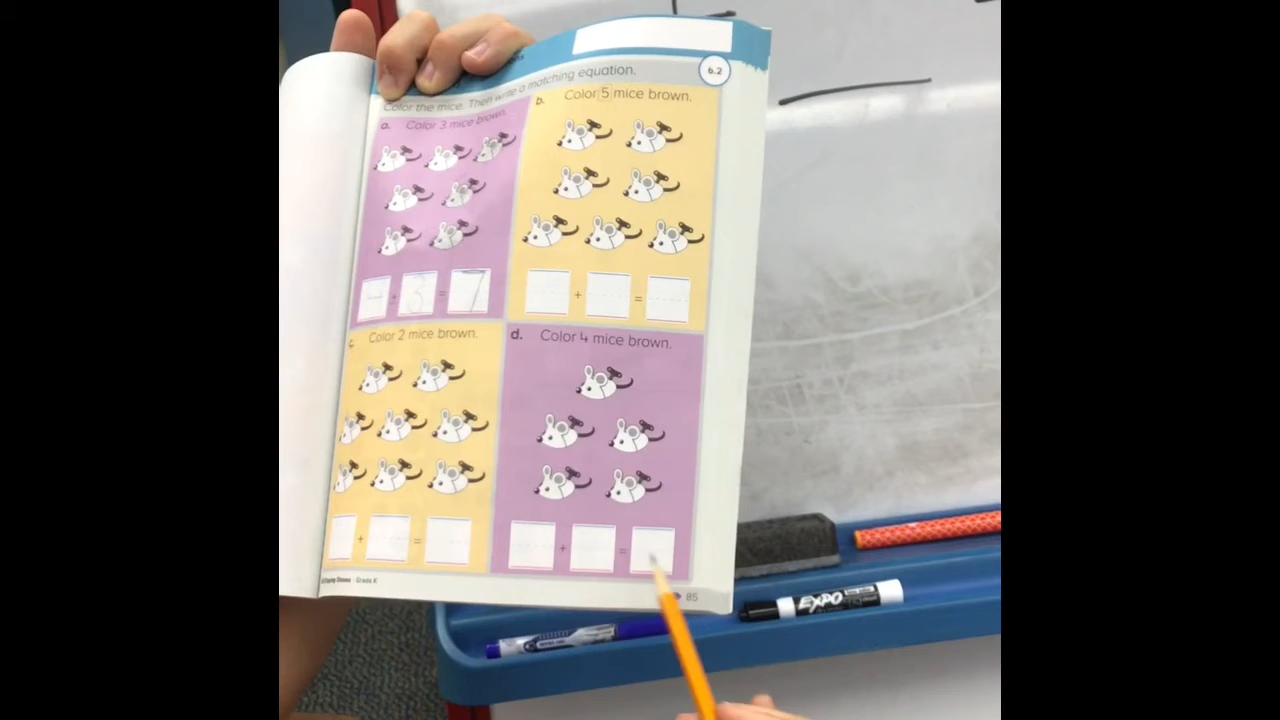 6.2
Color the mice. Then write a matching equation.
a. Color 3 mice brown.
b. Color 5 mice brown.
+ 3 = 7
+ =
c. Color 2 mice brown.
d. Color 4 mice brown.
+ =
+ =
Grade K
85
EXPO